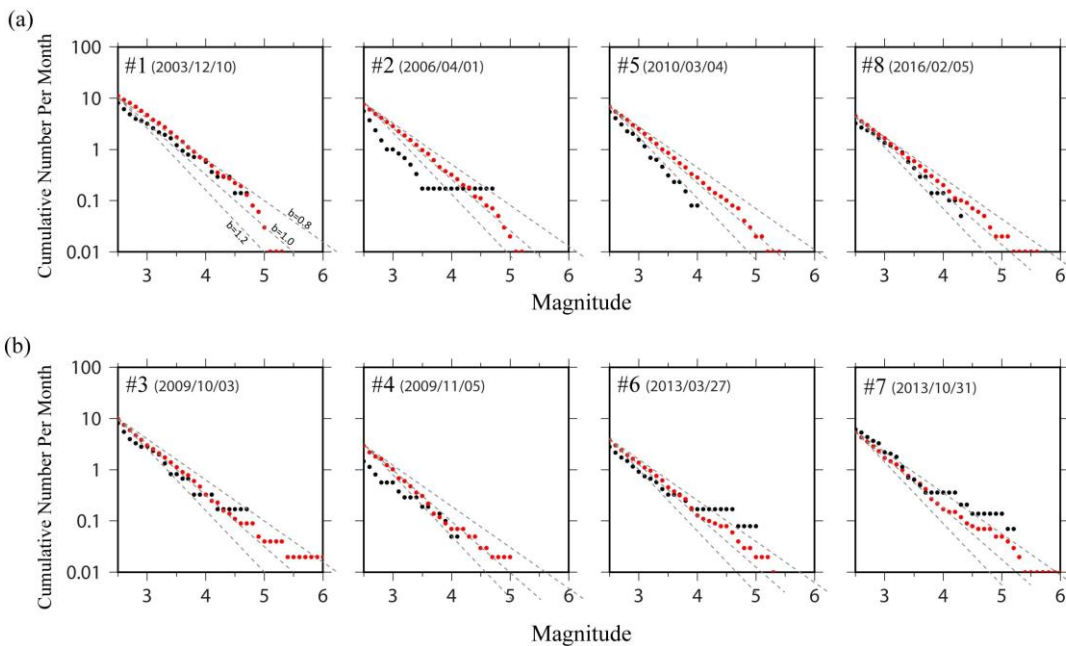 (a)
Cumulative Number Per Month
100
10
1
0.1
0.01
#1 (2003/12/10)
b=0.8
b=1.0
b=1.2
3 4 5 6
#2 (2006/04/01)
3 4 5 6
#5 (2010/03/04)
3 4 5 6
#8 (2016/02/05)
3 4 5 6
Magnitude
(b)
Cumulative Number Per Month
100
10
1
0.1
0.01
#3 (2009/10/03)
3 4 5 6
#4 (2009/11/05)
3 4 5 6
#6 (2013/03/27)
3 4 5 6
#7 (2013/10/31)
3 4 5 6
Magnitude